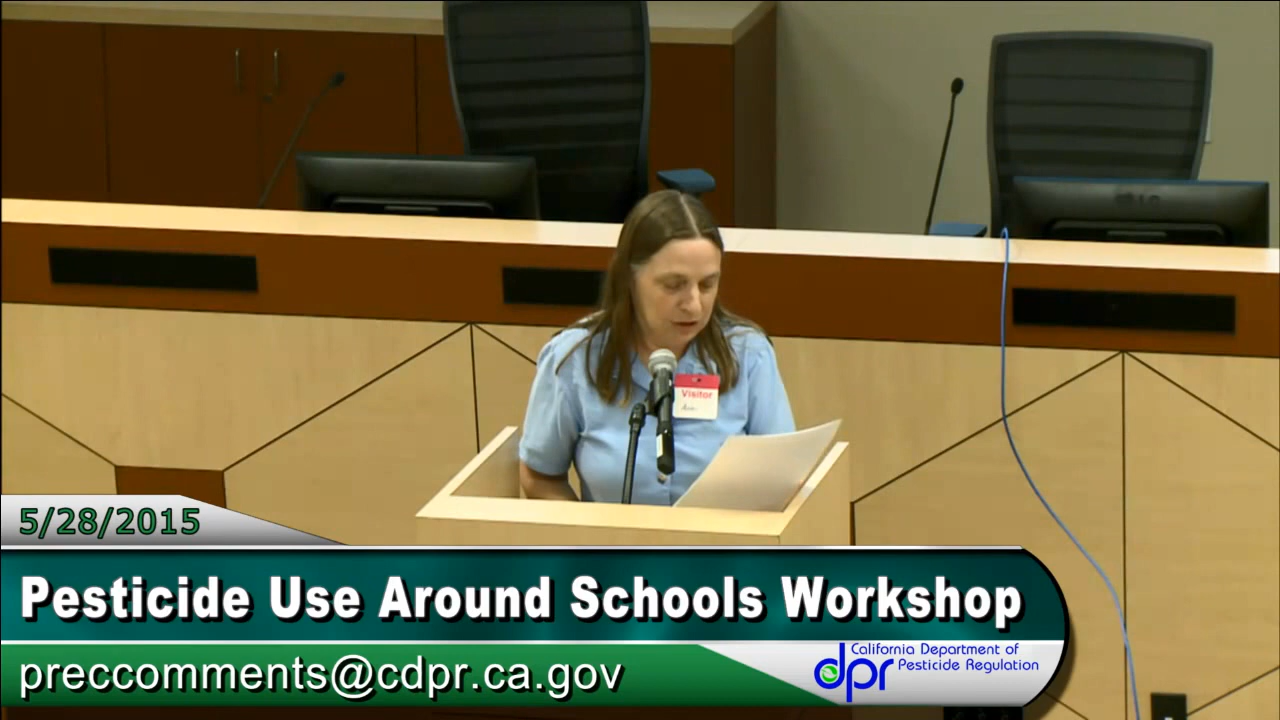 Visitor
5/28/2015
Pesticide Use Around Schools Workshop
preccomments@cdpr.ca.gov
dpr
California Department of
Pesticide Regulation